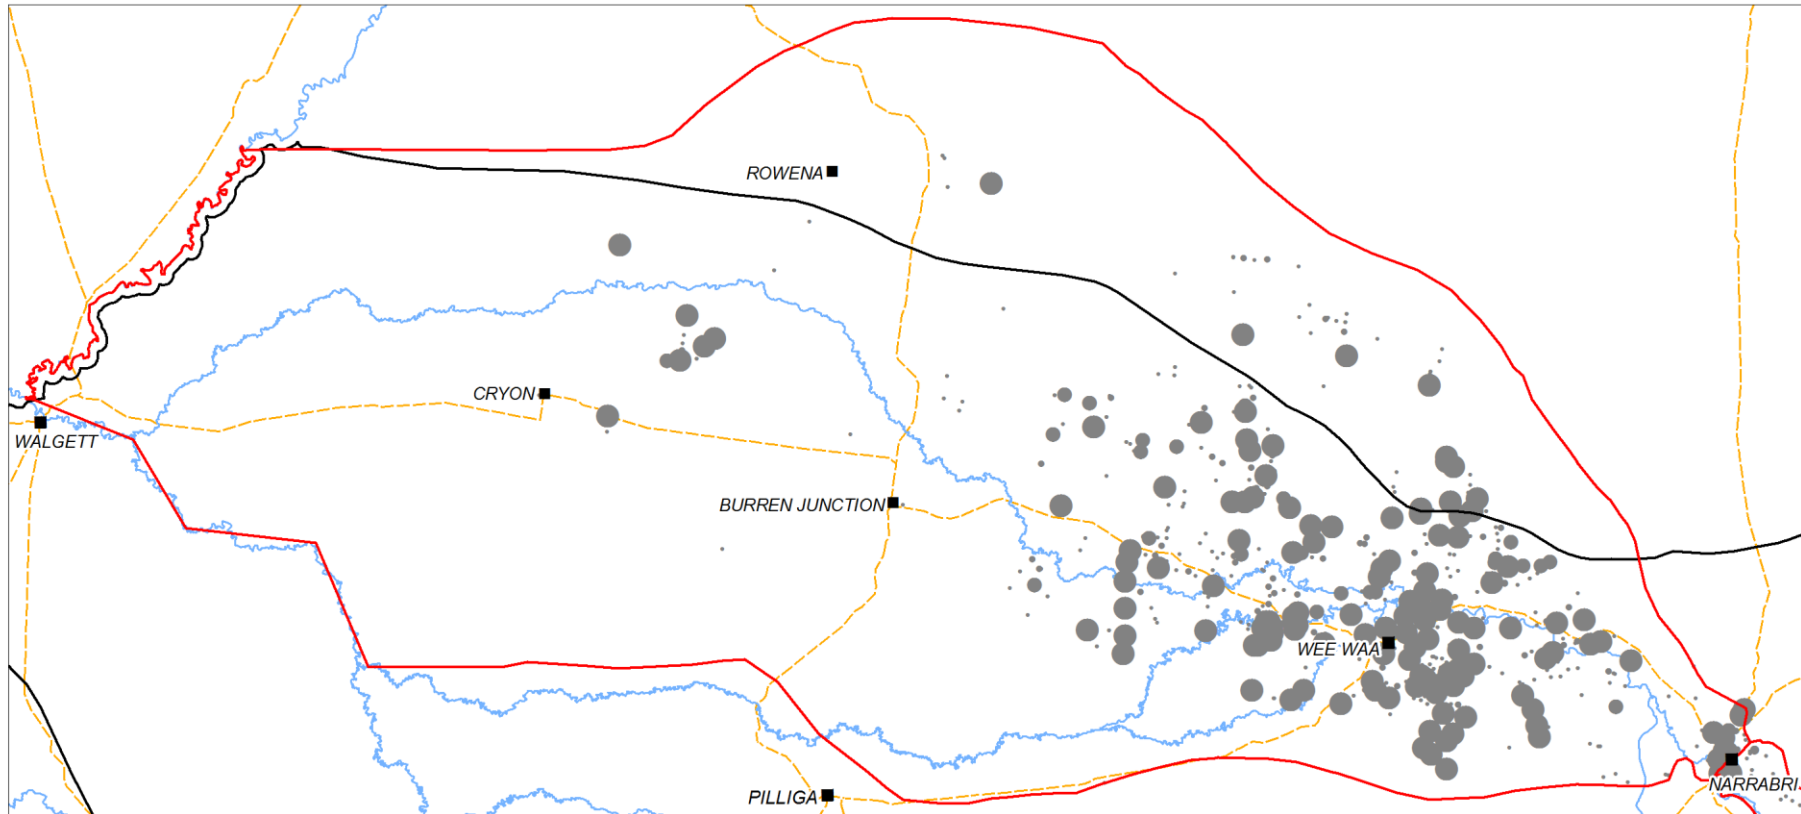 ROWENA
CRYON
WALGETT
BURREN JUNCTION
WEE WAA
PILLIGA
NARRABRI